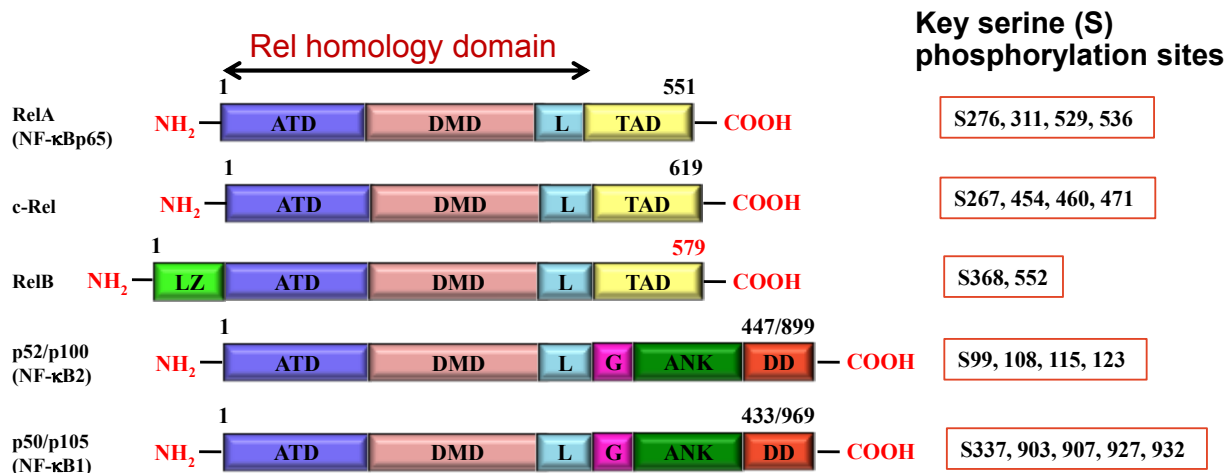 Key serine (S)
phosphorylation sites
Rel homology domain
1 551
RelA
(NF-κBp65)
NH2 ATD DMD L TAD COOH S276, 311, 529, 536
1 619
c-Rel NH2 ATD DMD L TAD COOH S267, 454, 460, 471
1 579
RelB NH2 LZ ATD DMD L TAD COOH S368, 552
1 447/899
p52/p100
(NF-κB2)
NH2 ATD DMD L G ANK DD COOH S99, 108, 115, 123
1 433/969
p50/p105
(NF-κB1)
NH2 ATD DMD L G ANK DD COOH S337, 903, 907, 927, 932